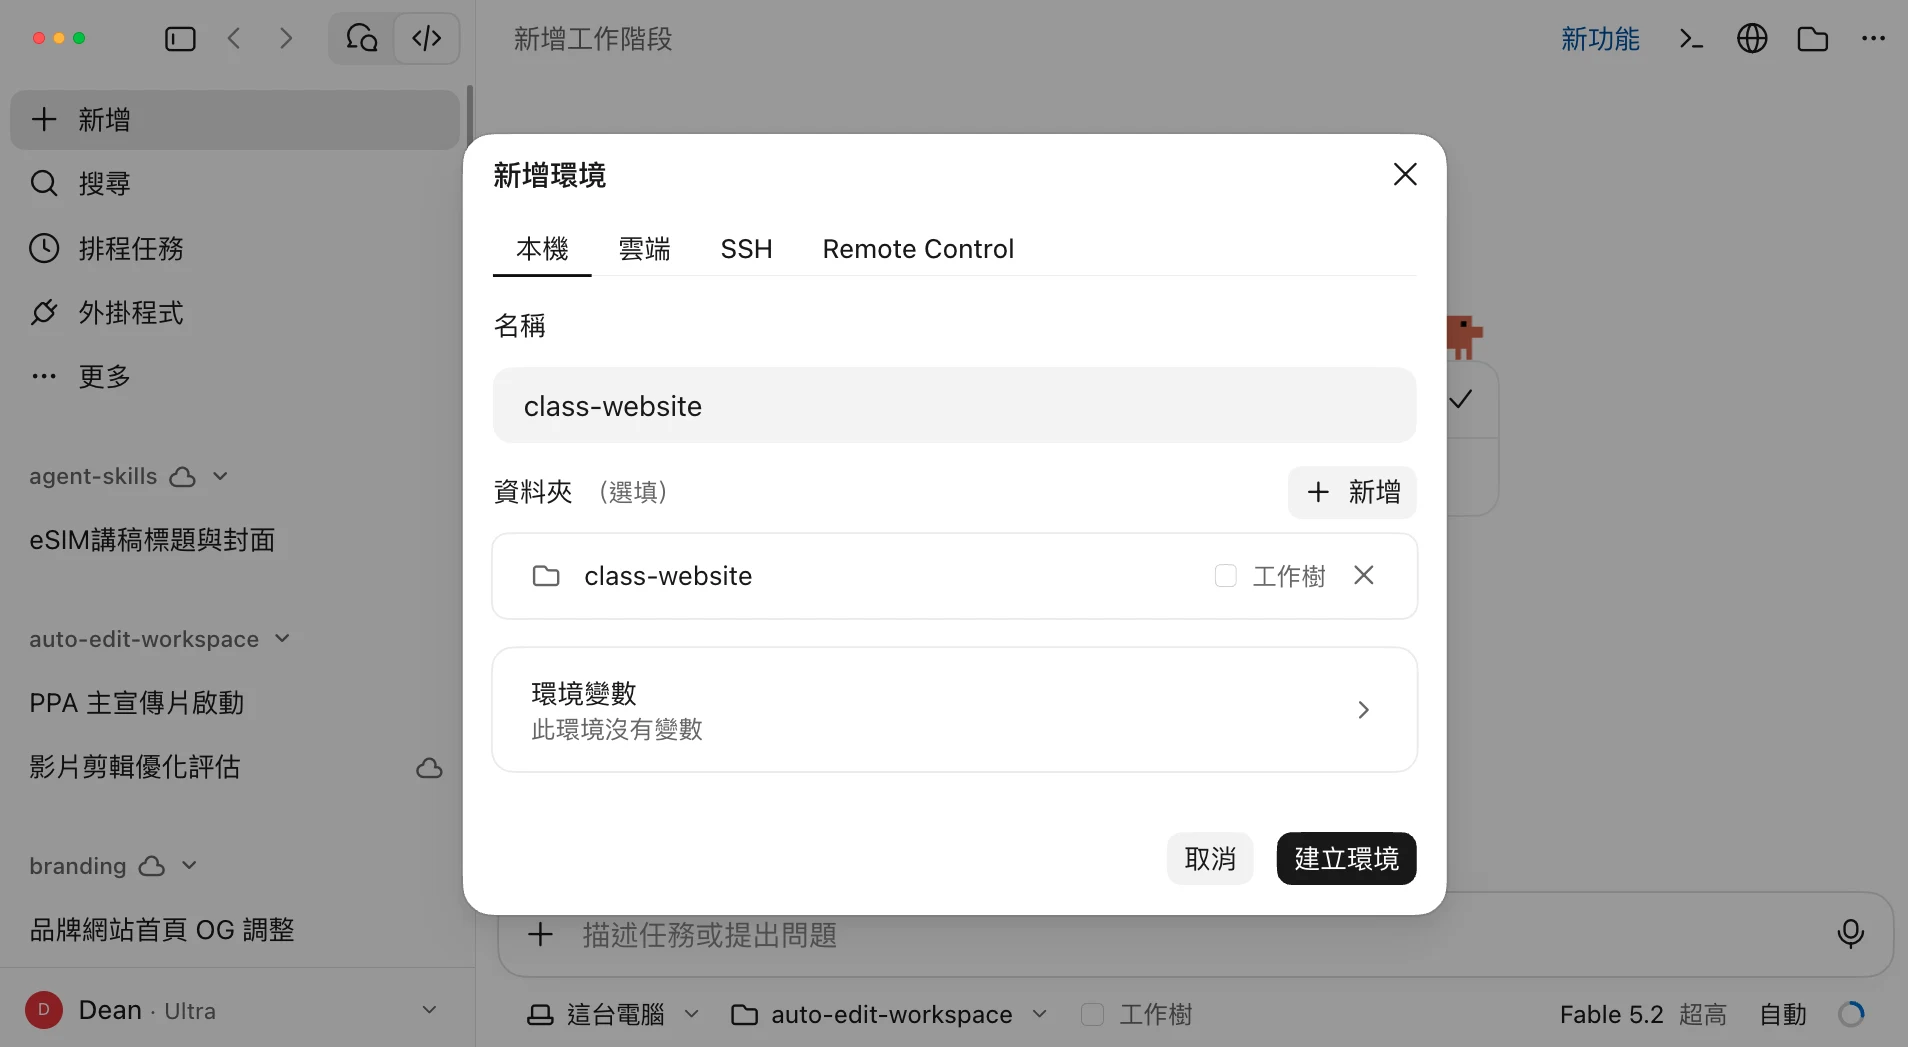 新增工作階段
新功能
新增
搜尋
排程任務
外掛程式
更多
agent-skills
eSIM講稿標題與封面
auto-edit-workspace
PPA 主宣傳片啟動
影片剪輯優化評估
branding
品牌網站首頁 OG 調整
D Dean · Ultra
新增環境
本機 雲端 SSH Remote Control
名稱
class-website
資料夾 (選填) 新增
class-website 工作樹
環境變數
此環境沒有變數
取消 建立環境
描述任務或提出問題
這台電腦 auto-edit-workspace 工作樹 Fable 5.2 超高 自動